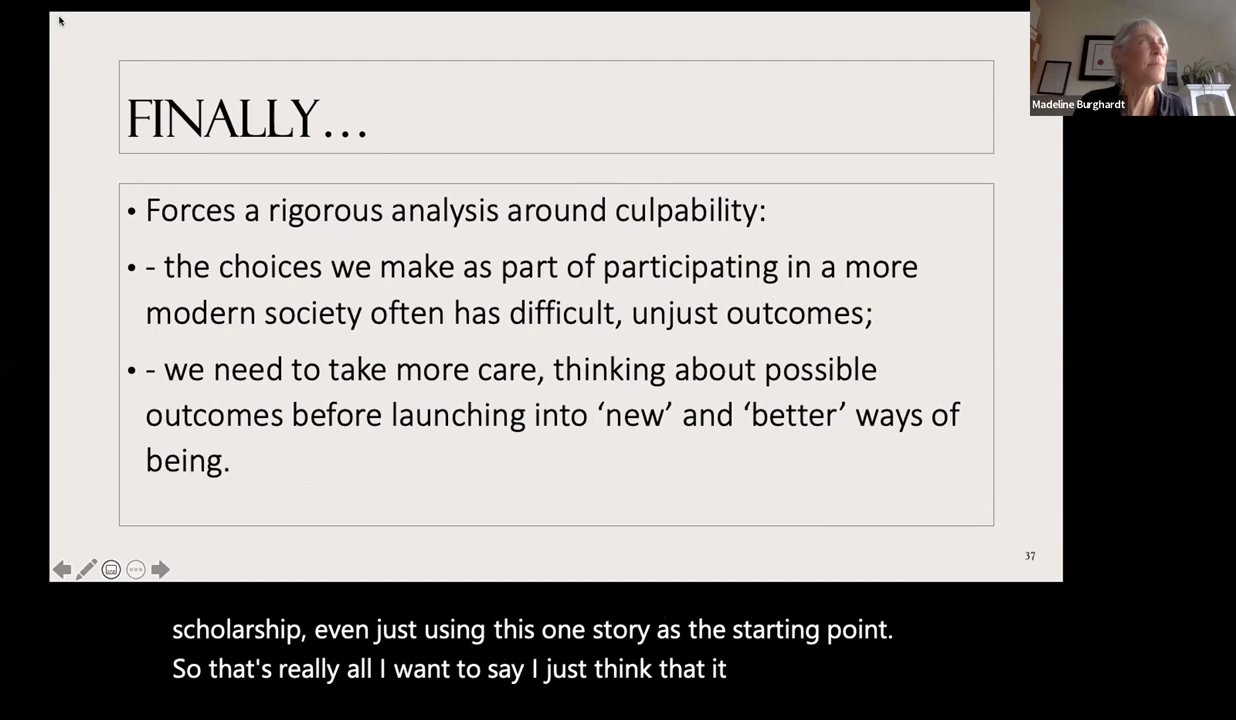 FINALLY...
• Forces a rigorous analysis around culpability:
• - the choices we make as part of participating in a more
modern society often has difficult, unjust outcomes;
• - we need to take more care, thinking about possible
outcomes before launching into ‘new’ and ‘better’ ways of
being.
37
Madeline Burghardt
scholarship, even just using this one story as the starting point.
So that's really all I want to say I just think that it